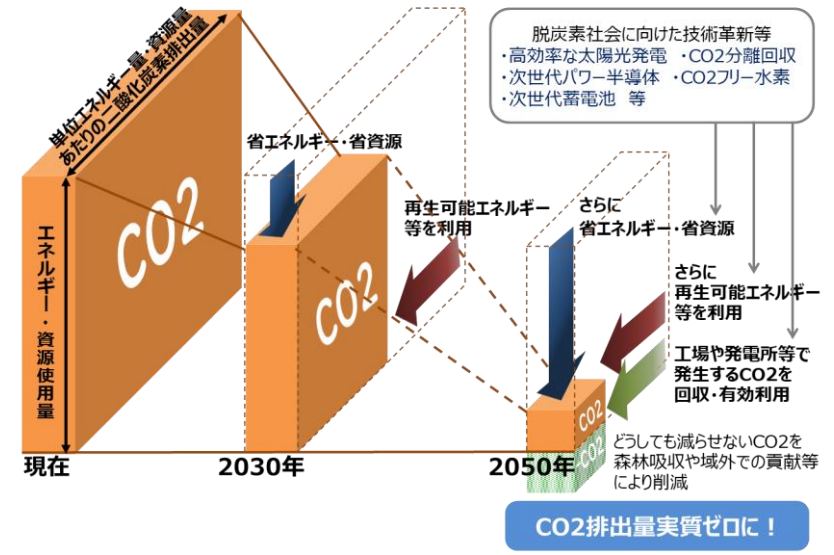 脱炭素社会に向けた技術革新等
・高効率な太陽光発電 ・CO2分離回収
・次世代パワー半導体 ・CO2フリー水素
・次世代蓄電池 等
単位エネルギー量・資源量
あたりの二酸化炭素排出量
エネルギー・資源使用量
CO2
省エネルギー・省資源
CO2
再生可能エネルギー
等を利用
さらに
省エネルギー・省資源
さらに
再生可能エネルギー
等を利用
工場や発電所等で
発生するCO2を
回収・有効利用
CO2
-CO2
どうしても減らせないCO2を
森林吸収や域外での貢献等
により削減
現在
2030年
2050年
CO2排出量実質ゼロに！